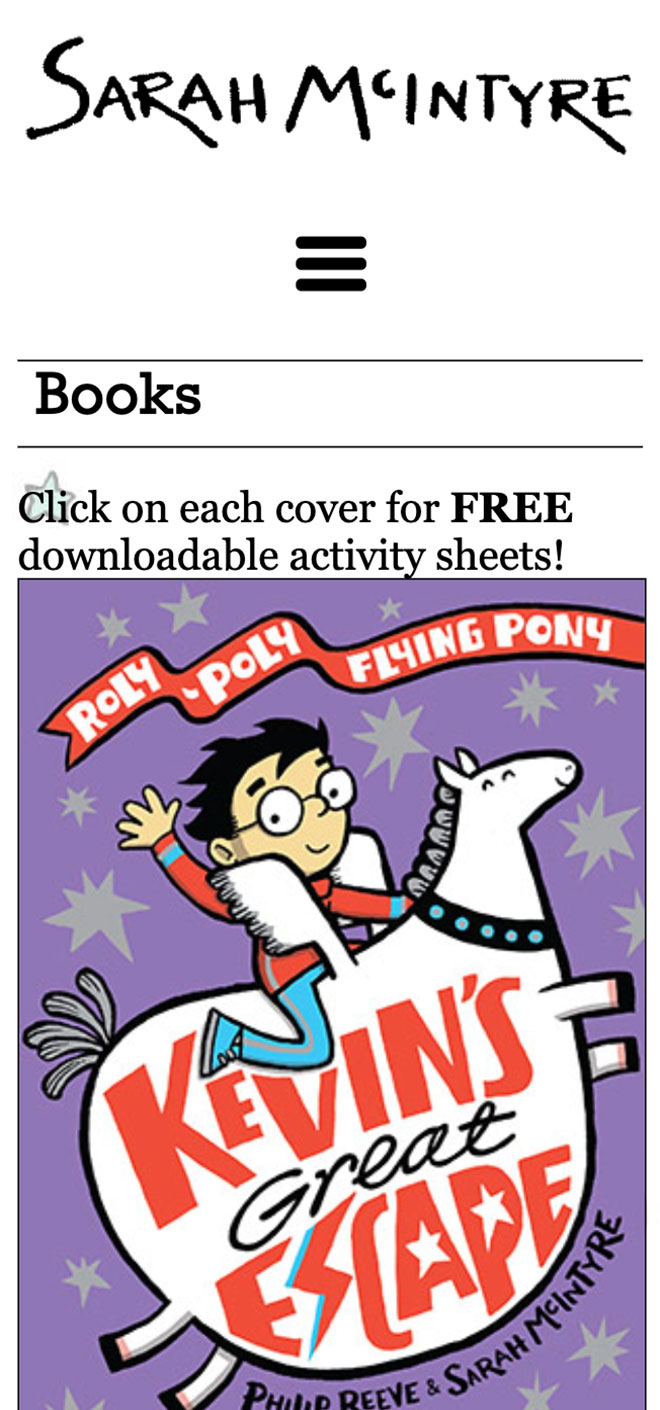 SARAH McINTYRE
Books
Click on each cover for FREE
downloadable activity sheets!
ROLY-POLY FLYING PONY
KEVIN'S
Great
ESCAPE
PHILIP REEVE & SARAH McINTYRE